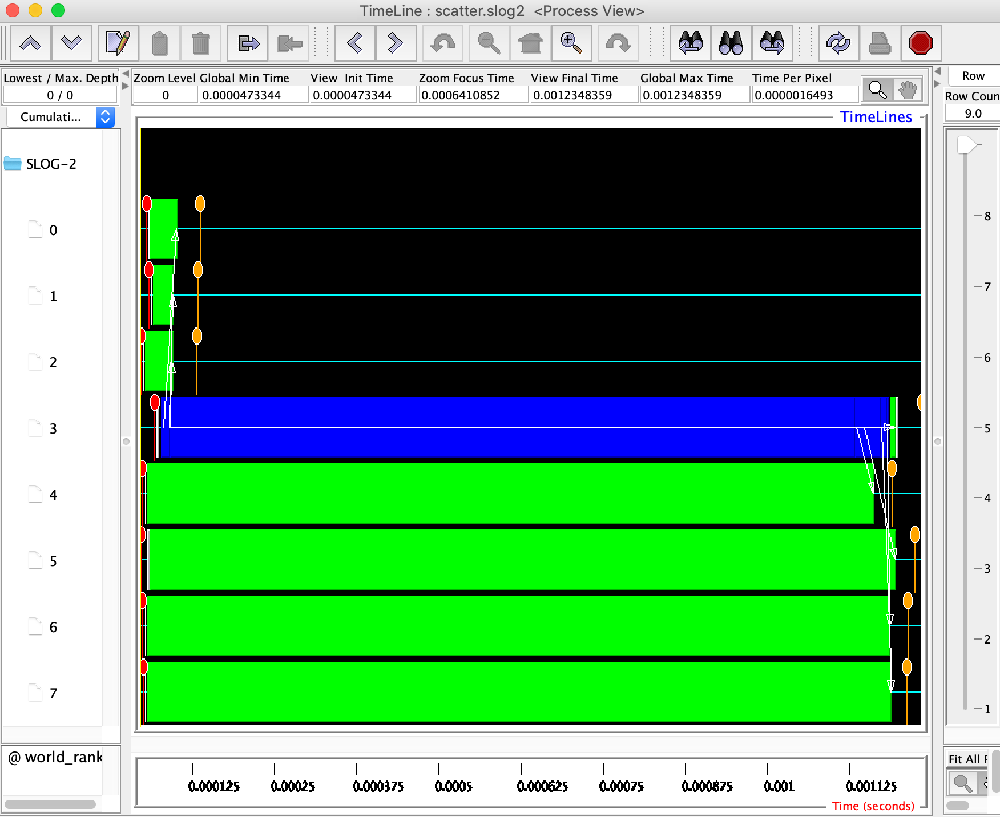 TimeLine : scatter.slog2 <Process View>
Lowest / Max. Depth
0 / 0
Zoom Level
0
Global Min Time
0.0000473344
View Init Time
0.0000473344
Zoom Focus Time
0.0006410852
View Final Time
0.0012348359
Global Max Time
0.0012348359
Time Per Pixel
0.0000016493
Row
Row Coun
9.0
Cumulati...
TimeLines
SLOG-2
0
1
2
3
4
5
6
7
8
7
6
5
4
3
2
1
@ world_rank
0.000125
0.00025
0.000375
0.0005
0.000625
0.00075
0.000875
0.001
0.001125
Time (seconds)
Fit All